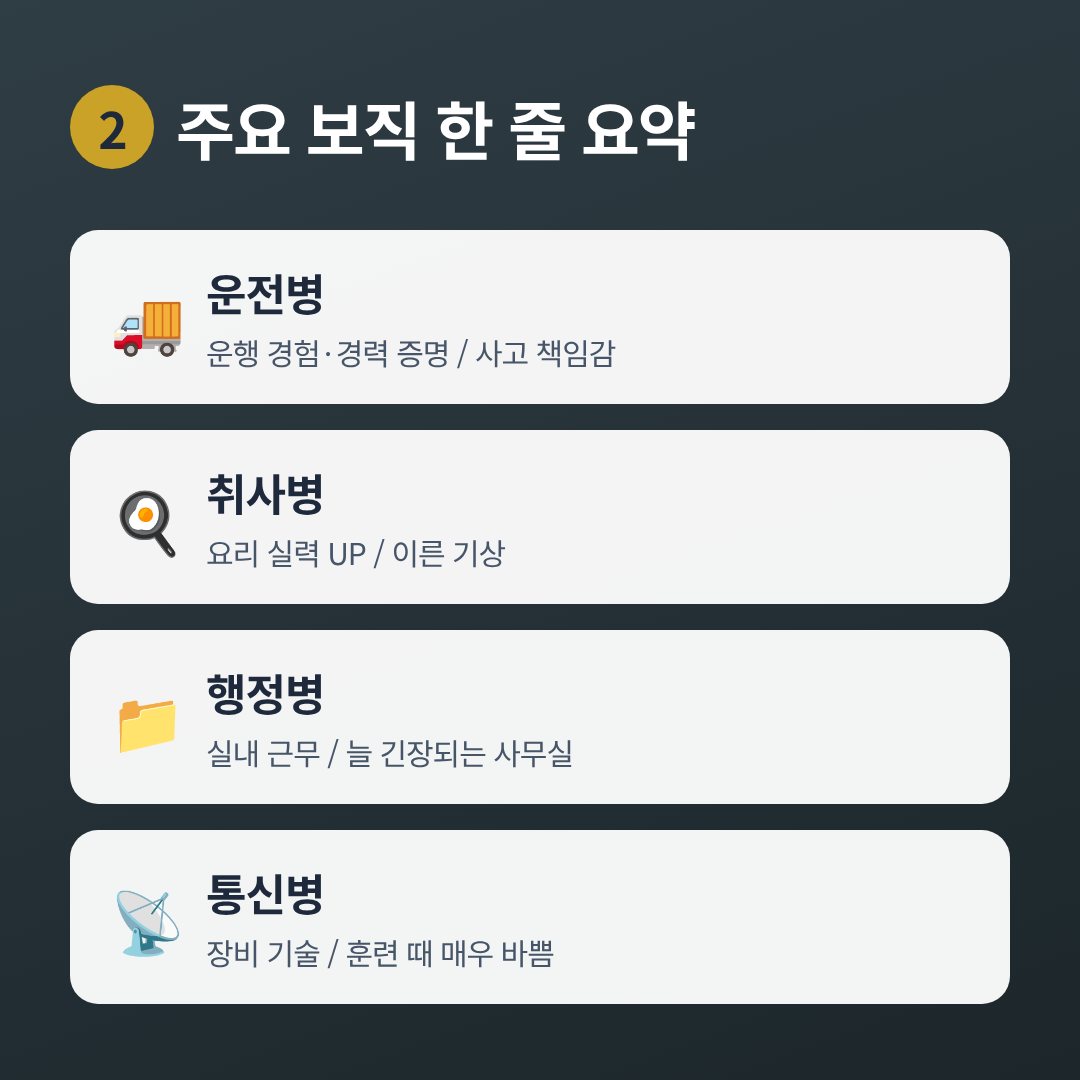 2 주요 보직 한 줄 요약
운전병
운행 경험·경력 증명 / 사고 책임감
취사병
요리 실력 UP / 이른 기상
행정병
실내 근무 / 늘 긴장되는 사무실
통신병
장비 기술 / 훈련 때 매우 바쁨